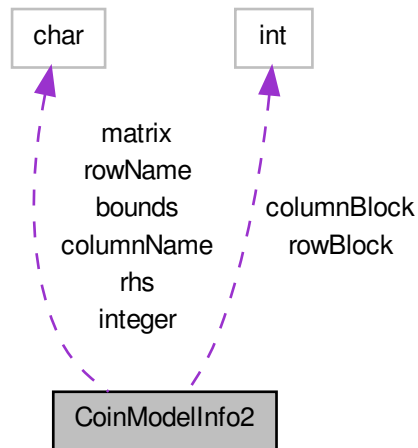 char
int
matrix
rowName
bounds
columnName
rhs
integer
columnBlock
rowBlock
CoinModelInfo2